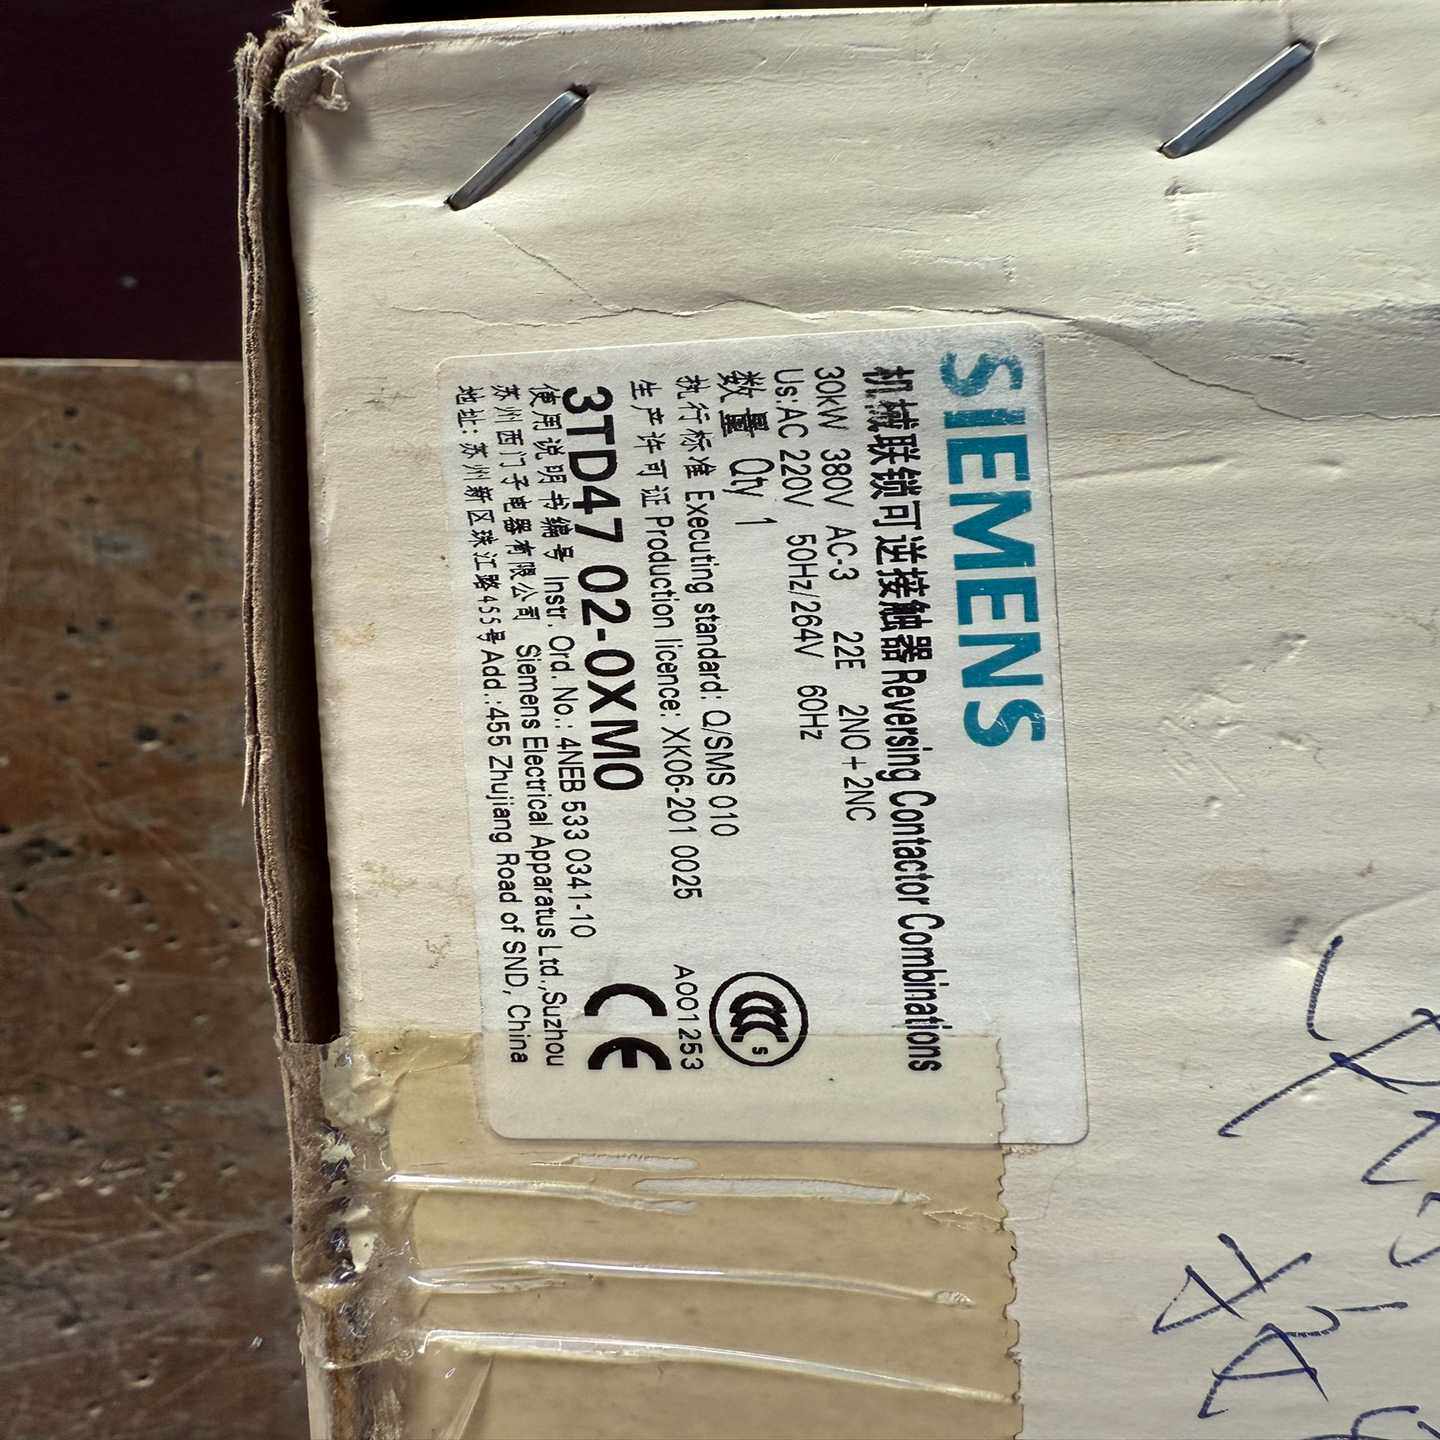 SIEMENS
机械联锁可逆接触器 Reversing Contactor Combinations
30kW 380V AC-3 22E 2NO+2NC
Us:AC 220V 50Hz/264V 60Hz
数量 Qty 1
S
执行标准 Executing standard: Q/SMS 010
生产许可证 Production licence: XK06-201 0025
A001253
3TD47 02-0XM0
CE
使用说明书编号 Instr. Ord. No.: 4NEB 533 0341-10
苏州西门子电器有限公司 Siemens Electrical Apparatus Ltd.,Suzhou
地址: 苏州新区珠江路455号 Add.:455 Zhujiang Road of SND, China